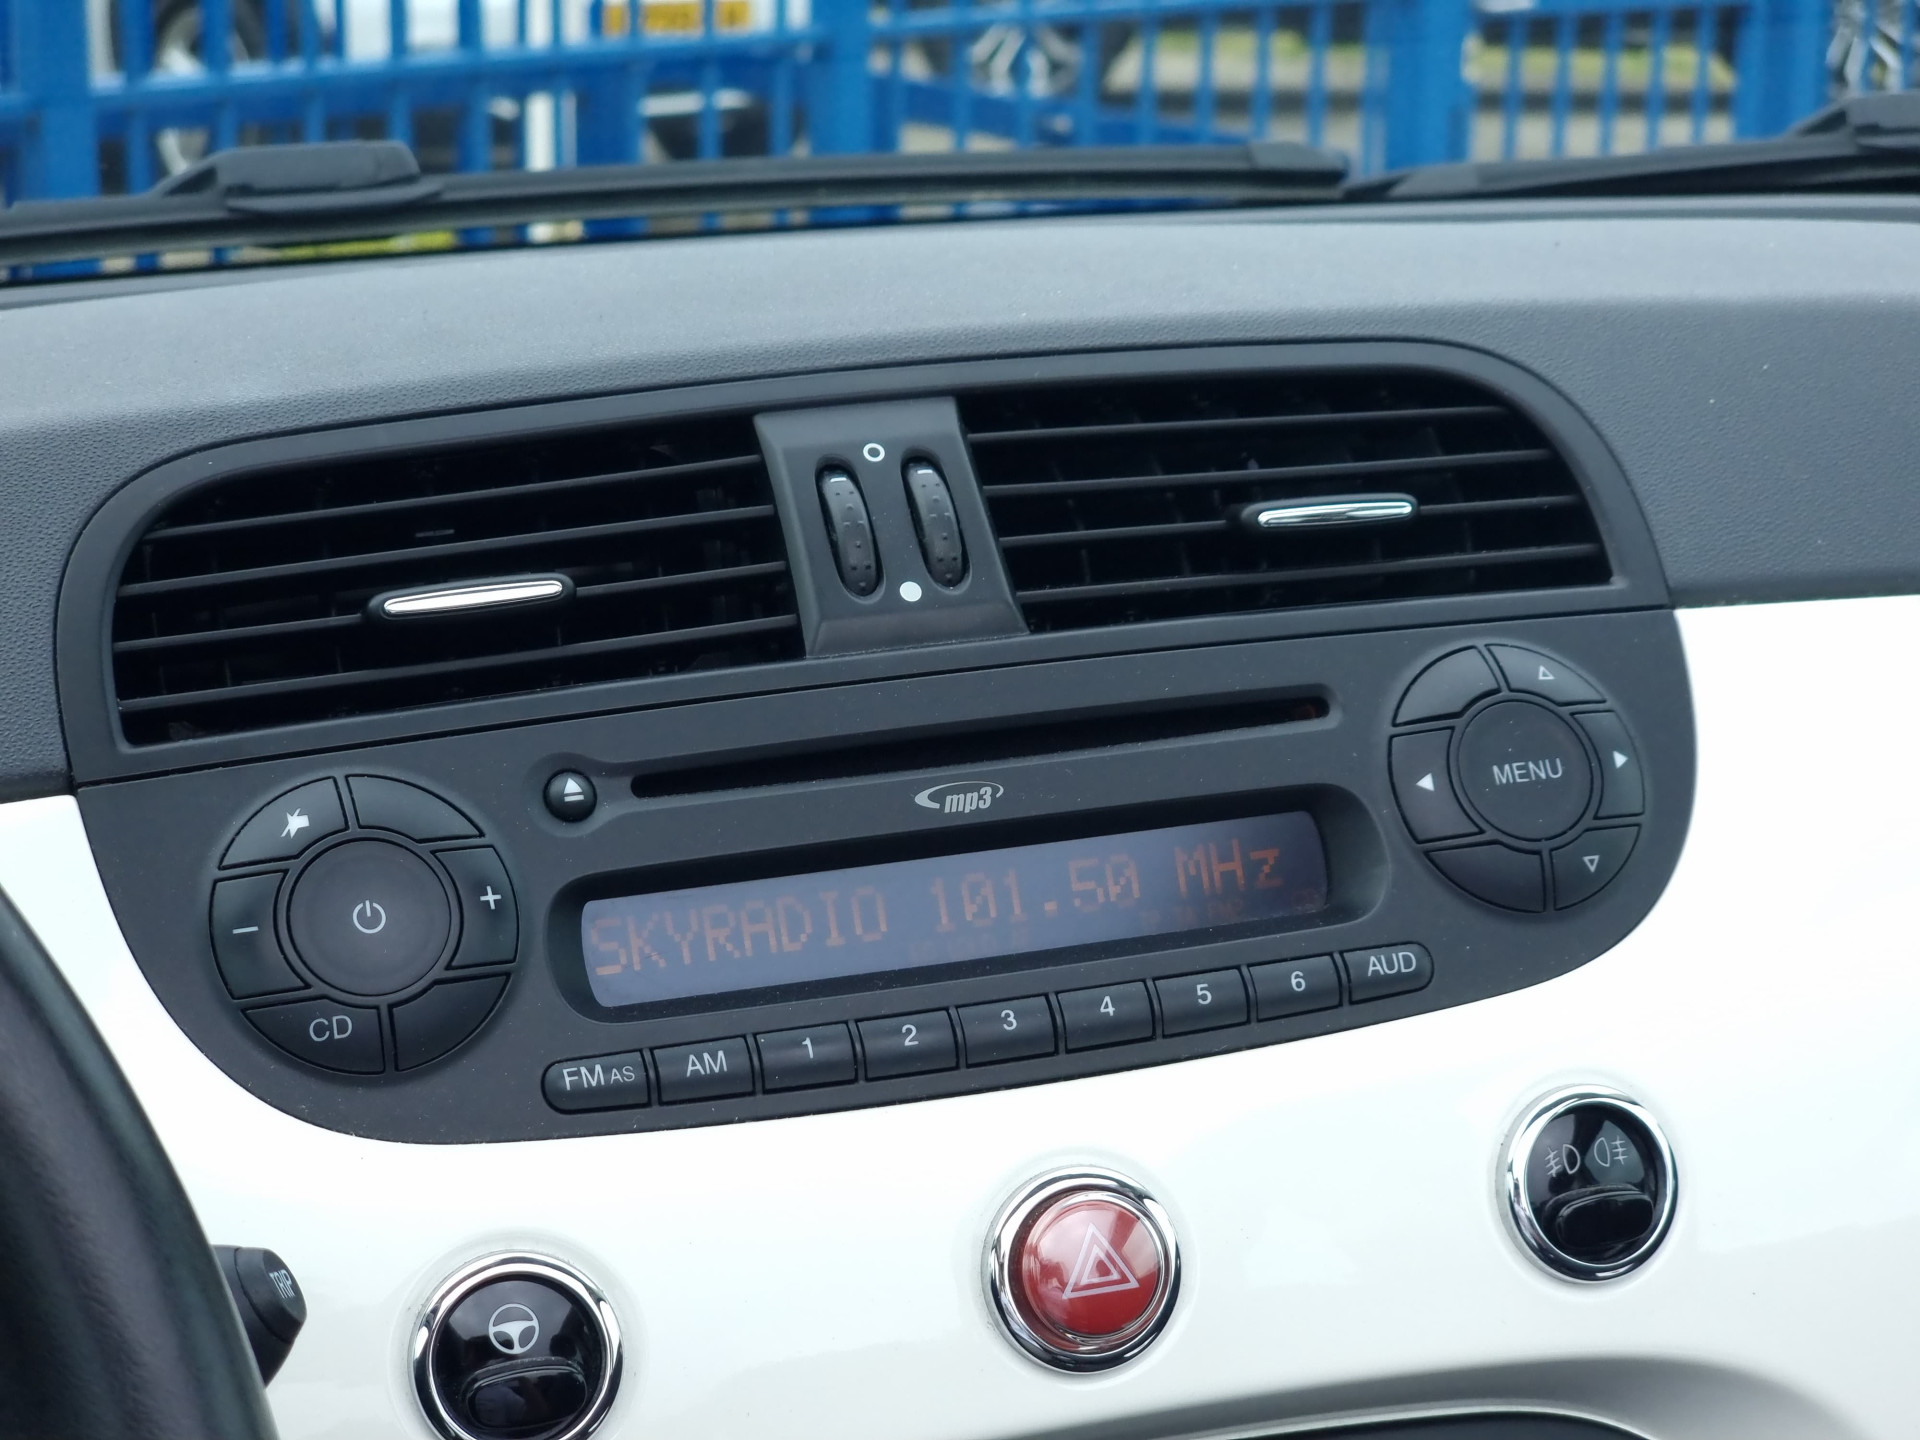 mp3
MENU
SKYRADIO 101.50 MHz
CD
FM AS AM 1 2 3 4 5 6 AUD
TRIP